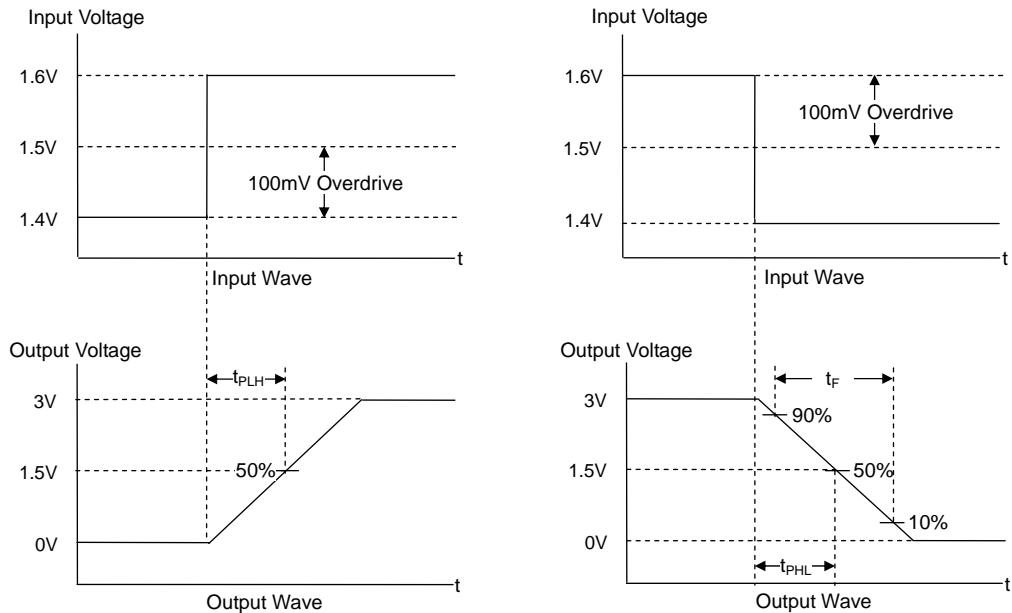 Input Voltage
1.6V
1.5V
100mV Overdrive
1.4V
t
Input Wave
Output Voltage
tPLH
3V
1.5V
50%
0V
t
Output Wave
Input Voltage
1.6V
100mV Overdrive
1.5V
1.4V
t
Input Wave
Output Voltage
tF
3V
90%
1.5V
50%
10%
0V
tPHL
t
Output Wave